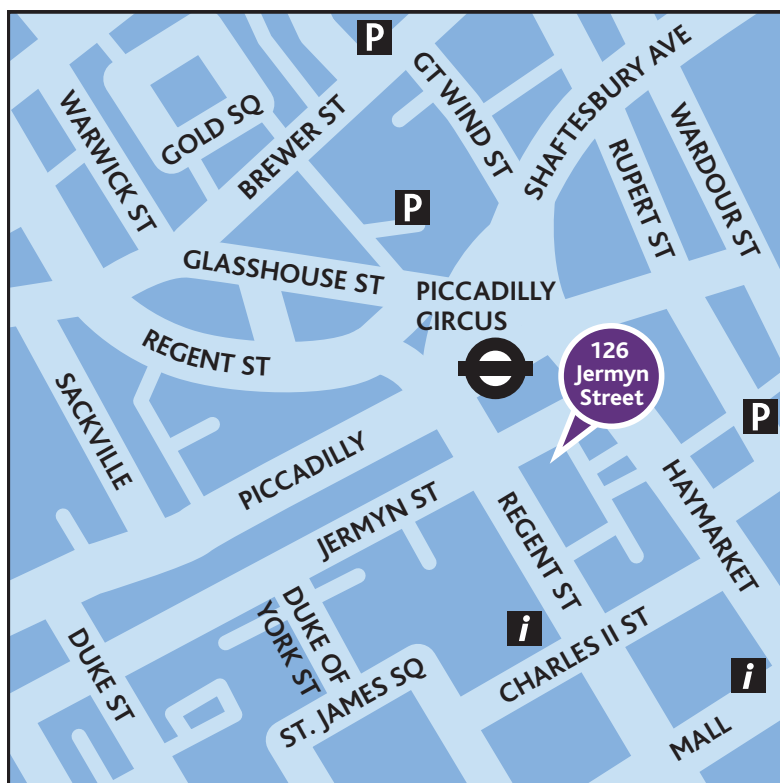 P
GT WIND ST
SHAFTESBURY AVE
WARWICK ST
GOLD SQ
BREWER ST
RUPERT ST
WARDOUR ST
P
GLASSHOUSE ST
PICCADILLY
CIRCUS
REGENT ST
126
Jermyn
Street
SACKVILLE
P
PICCADILLY
JERMYN ST
REGENT ST
HAYMARKET
DUKE OF
YORK ST
i
CHARLES II ST
DUKE ST
ST. JAMES SQ
i
MALL